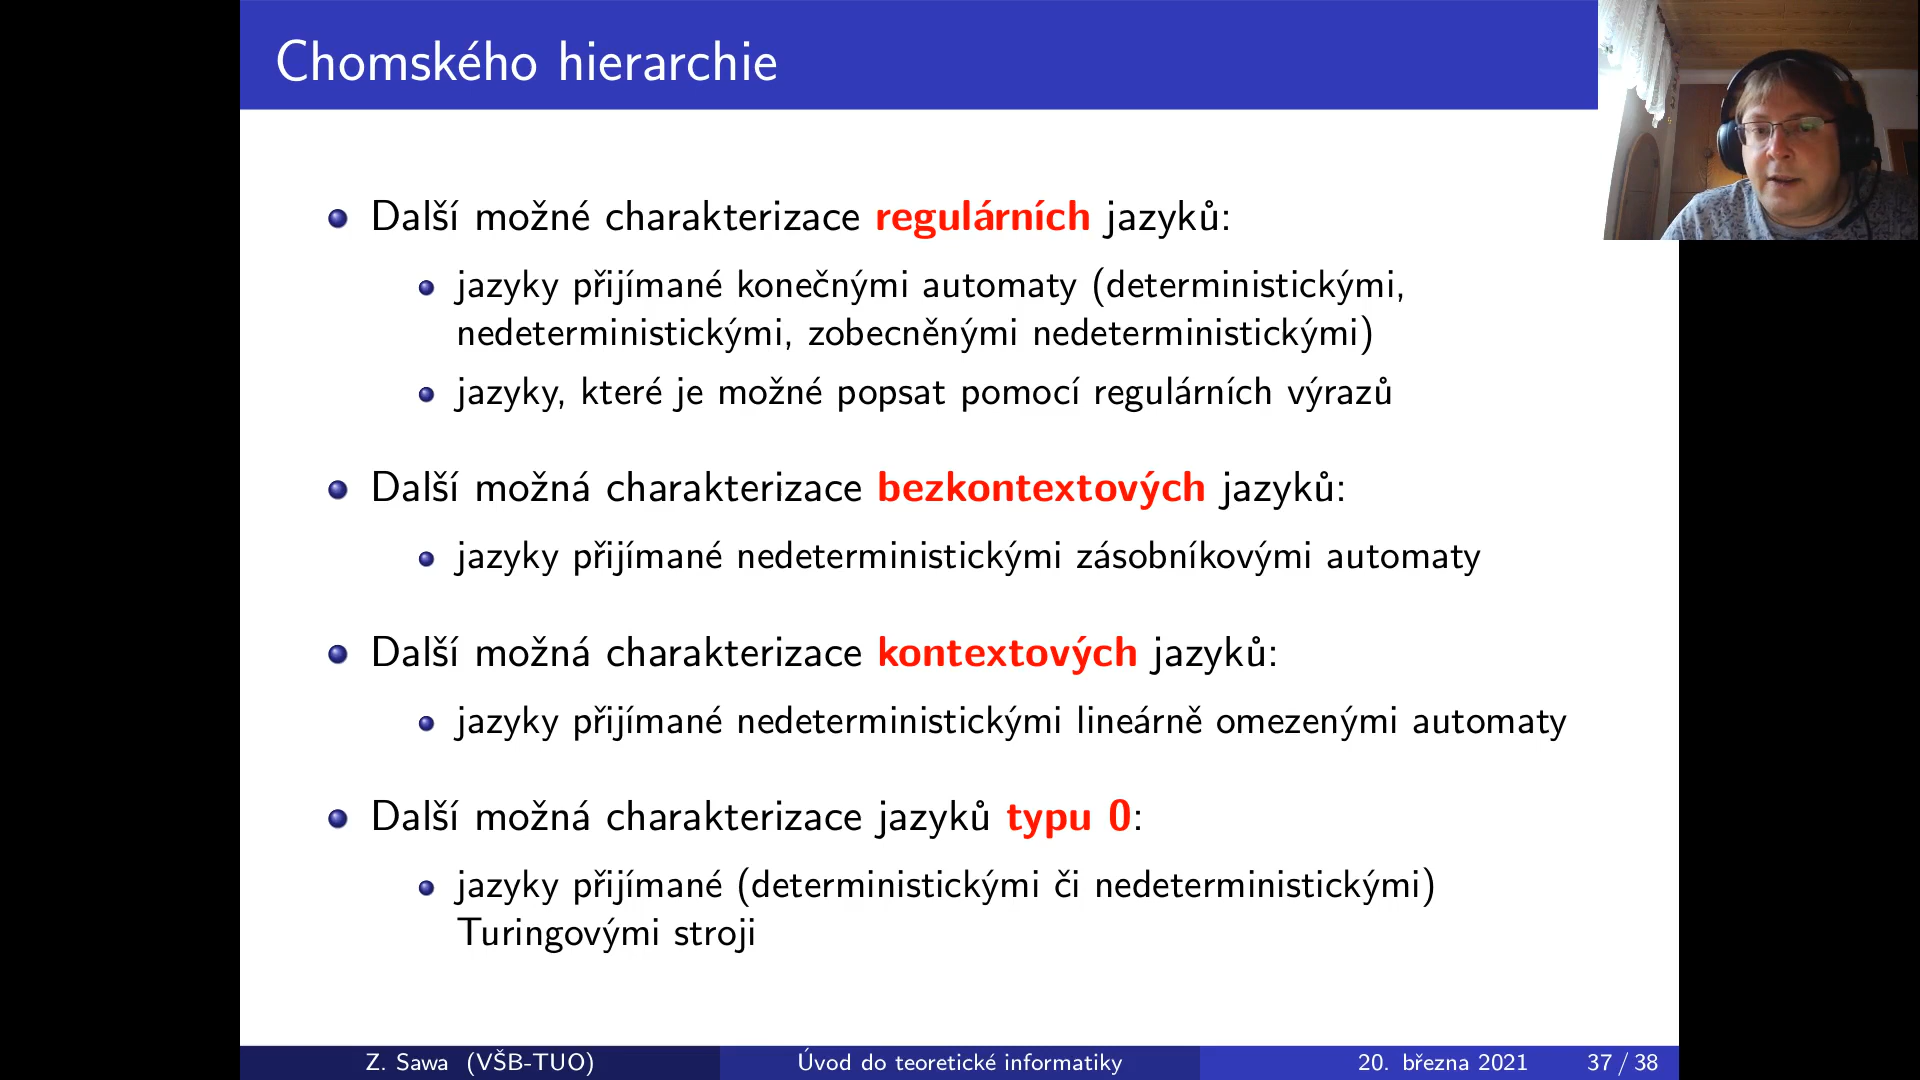 Chomského hierarchie
Další možné charakterizace regulárních jazyků:
jazyky přijímané konečnými automaty (deterministickými,
nedeterministickými, zobecněnými nedeterministickými)
jazyky, které je možné popsat pomocí regulárních výrazů
Další možná charakterizace bezkontextových jazyků:
jazyky přijímané nedeterministickými zásobníkovými automaty
Další možná charakterizace kontextových jazyků:
jazyky přijímané nedeterministickými lineárně omezenými automaty
Další možná charakterizace jazyků typu 0:
jazyky přijímané (deterministickými či nedeterministickými)
Turingovými stroji
Z. Sawa (VŠB-TUO) Úvod do teoretické informatiky 20. března 2021 37 / 38